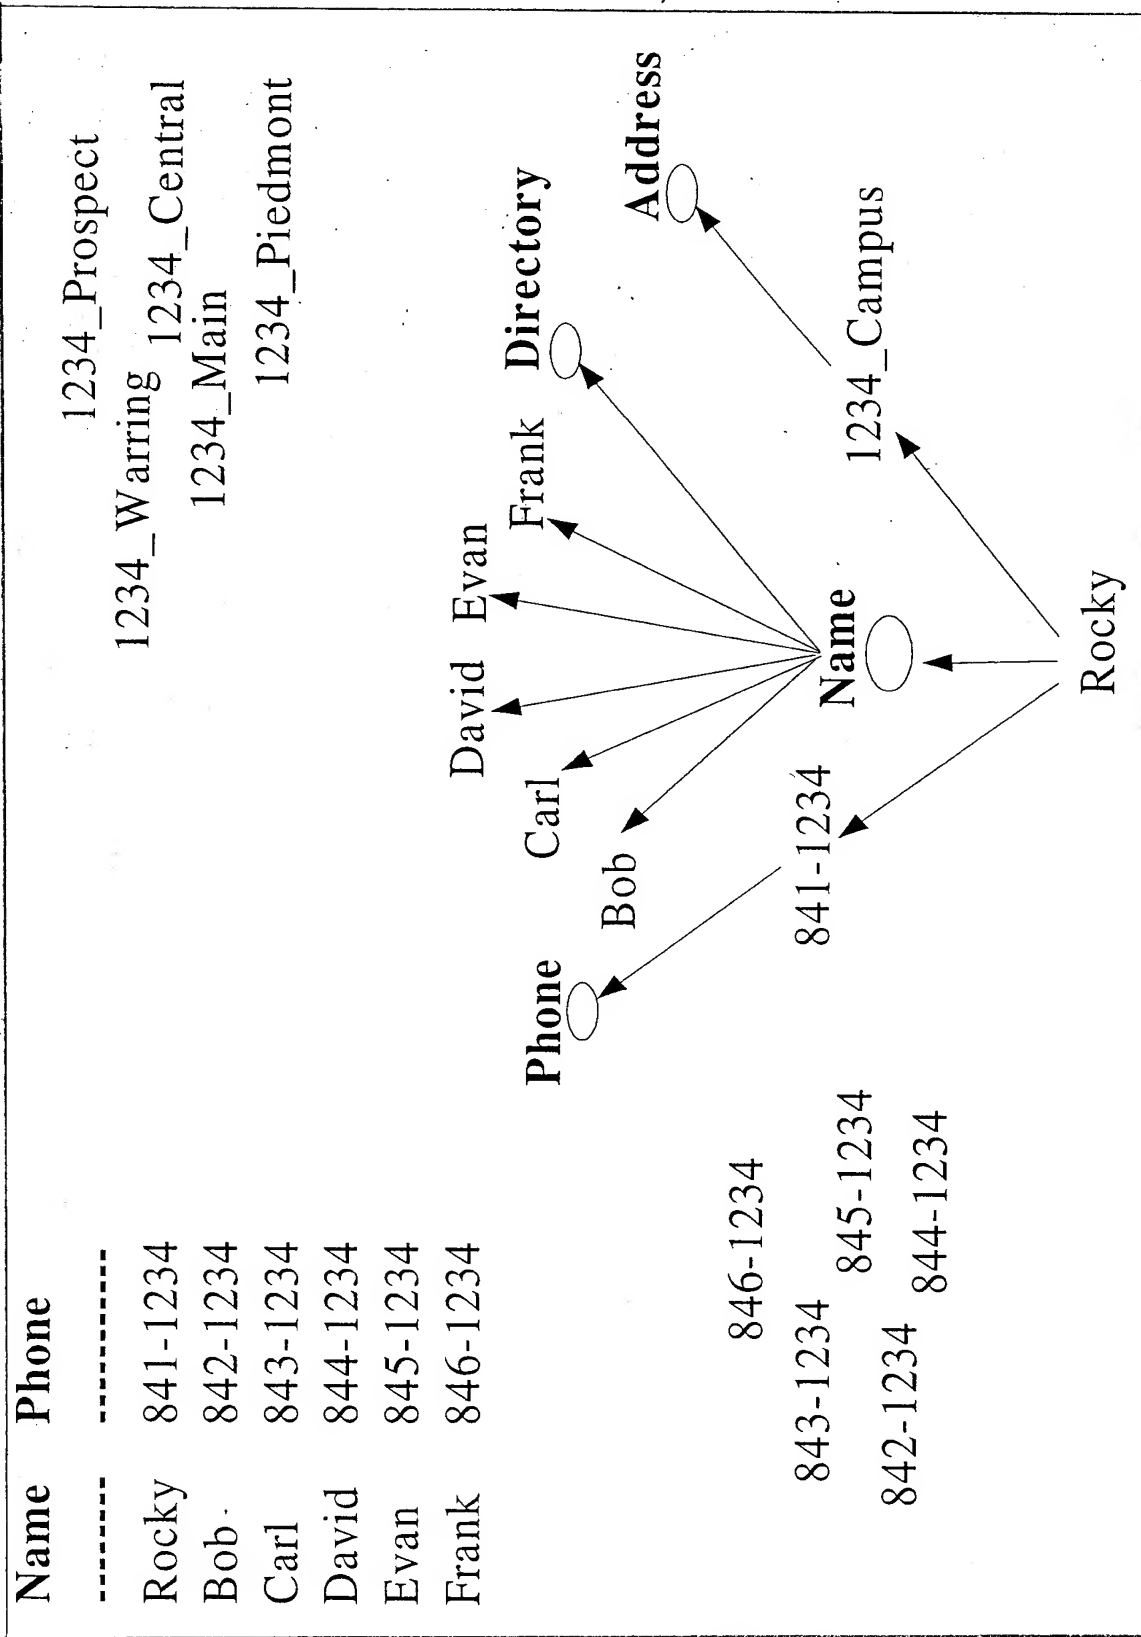 Name Phone
------- ----------
Rocky 841-1234
Bob 842-1234
Carl 843-1234
David 844-1234
Evan 845-1234
Frank 846-1234
1234_Prospect
1234_Warring 1234_Central
1234_Main
1234_Piedmont
David Evan
Carl Frank Directory
Phone
Bob
Address
846-1234
843-1234
841-1234
Name
845-1234
1234_Campus
842-1234
844-1234
Rocky